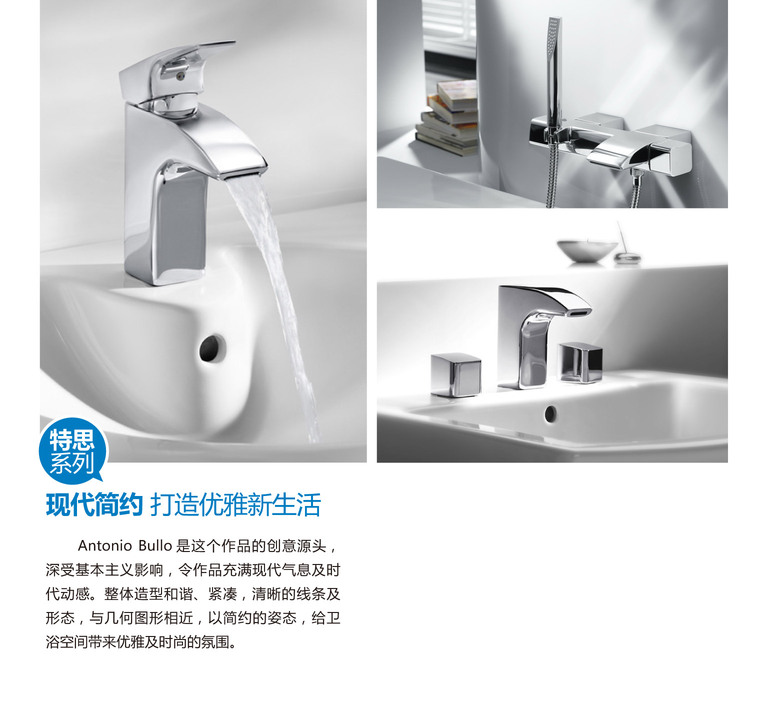 特思
系列
现代简约 打造优雅新生活
Antonio Bullo 是这个作品的创意源头，
深受基本主义影响，令作品充满现代气息及时
代动感。整体造型和谐、紧凑，清晰的线条及
形态，与几何图形相近，以简约的姿态，给卫
浴空间带来优雅及时尚的氛围。